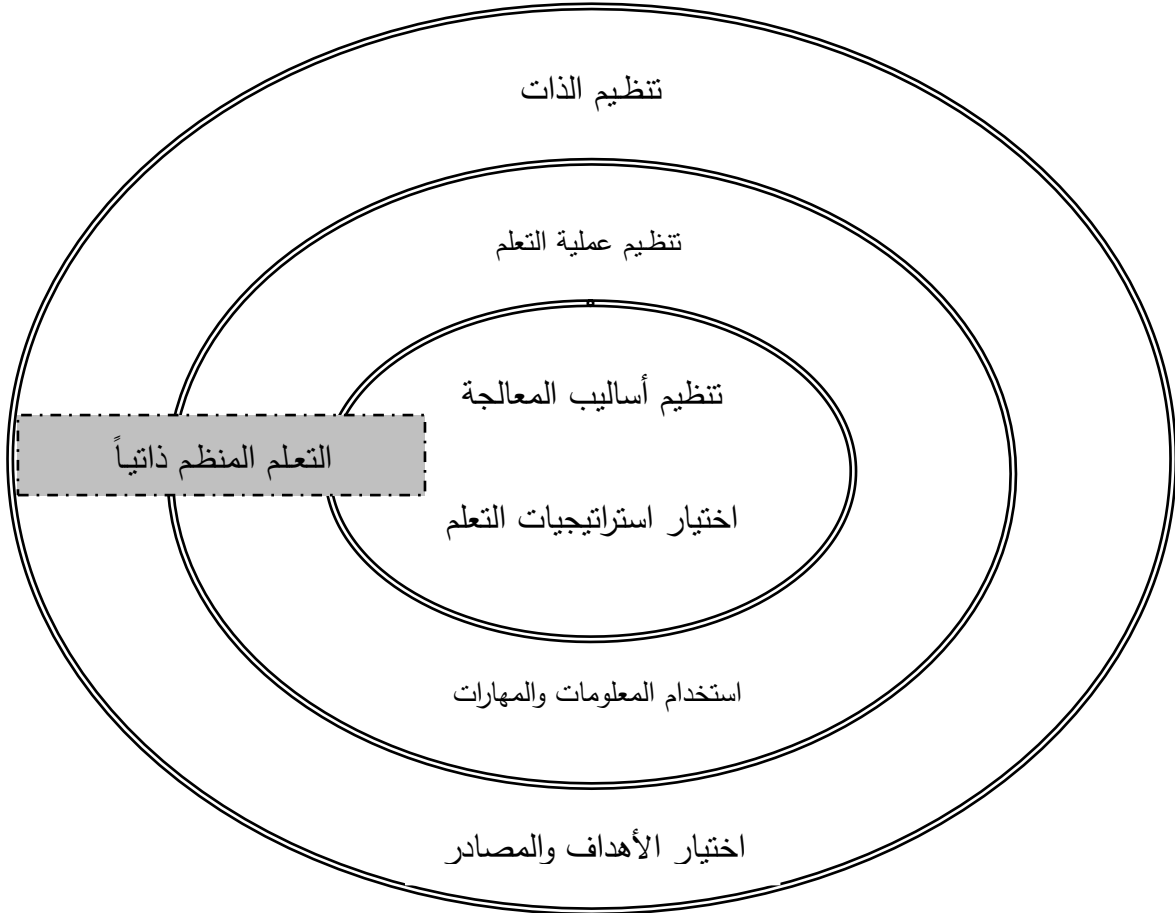 تنظيم الذات
تنظيم عملية التعلم
تنظيم أساليب المعالجة
التعلم المنظم ذاتياً
اختيار استراتيجيات التعلم
استخدام المعلومات والمهارات
اختيار الأهداف والمصادر